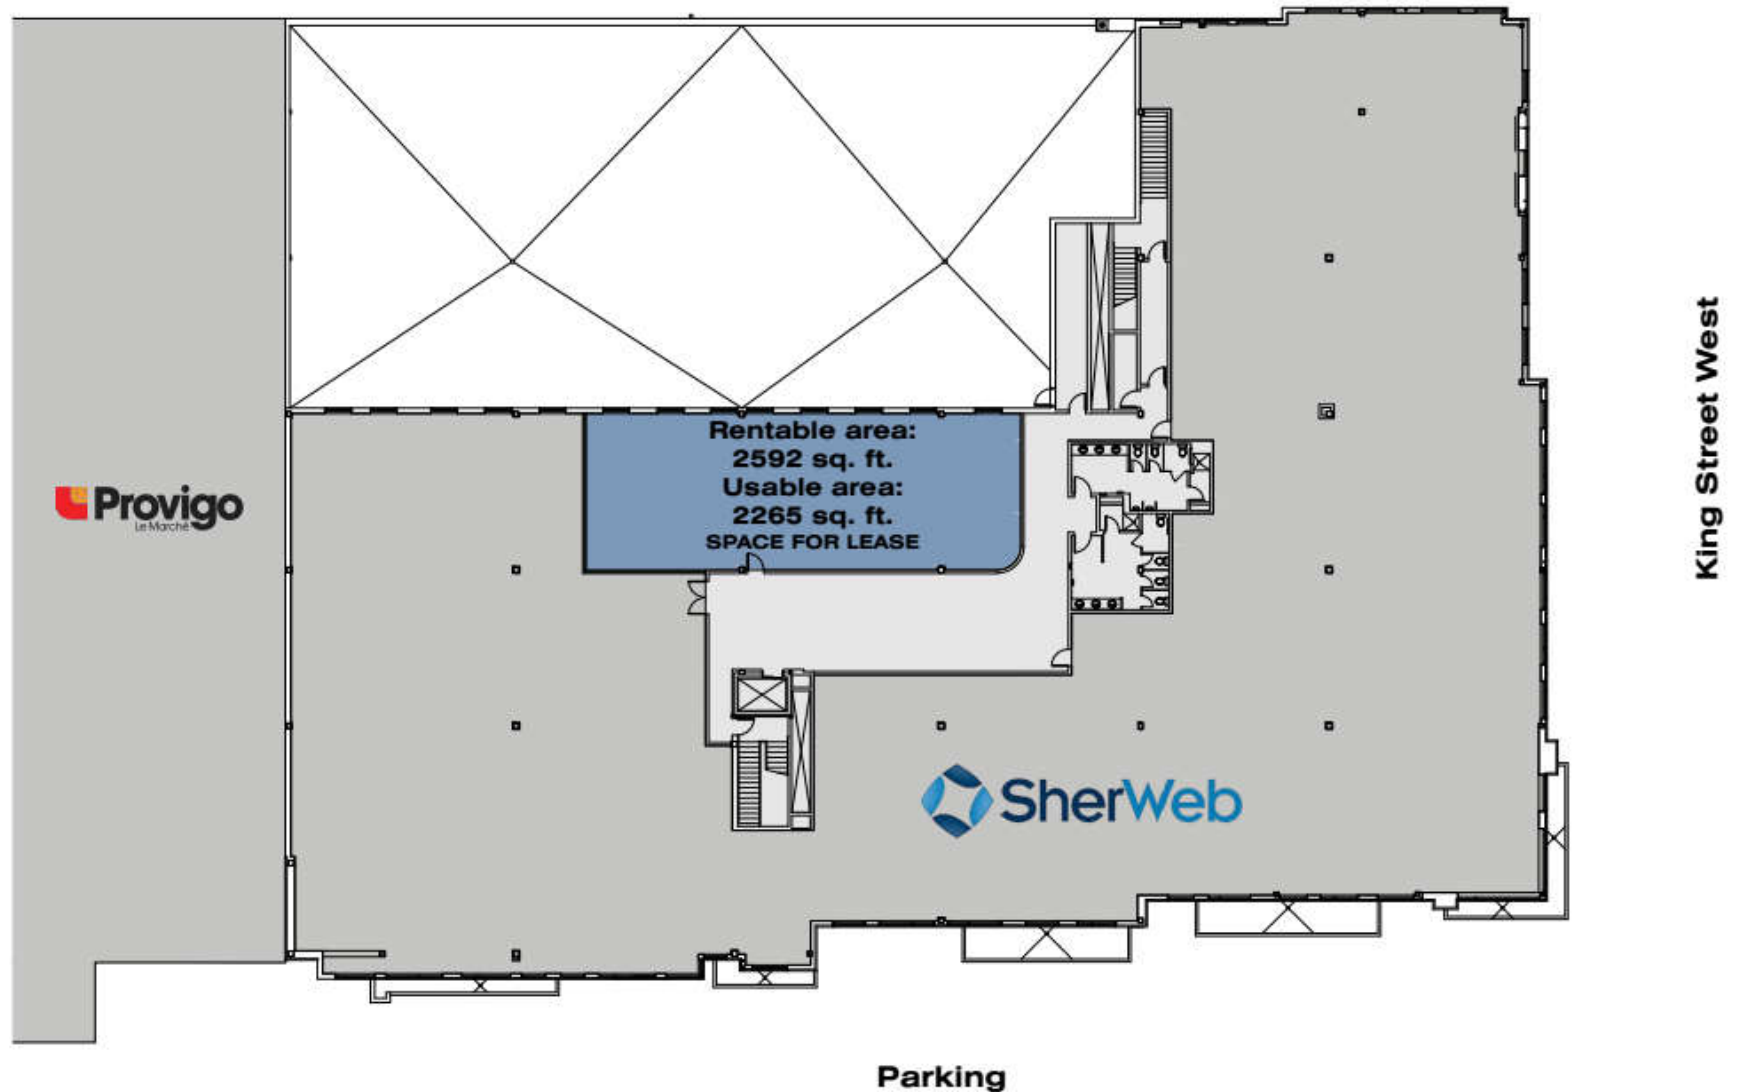 Rentable area:
2592 sq. ft.
Usable area:
2265 sq. ft.
SPACE FOR LEASE
Provigo
Le Marché
King Street West
SherWeb
Parking